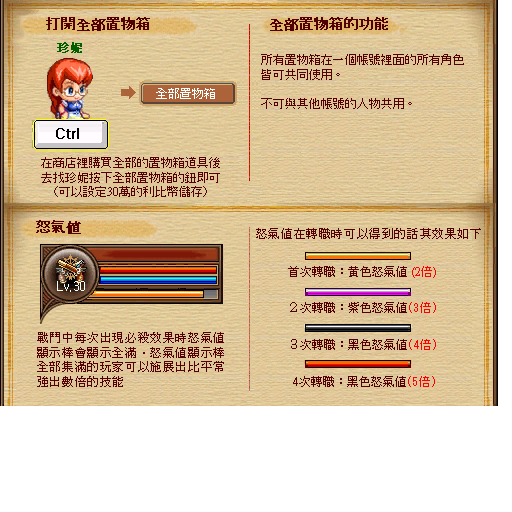 打開全部置物箱
珍妮
全部置物箱
Ctrl
在商店裡購買全部的置物箱道具後
去找珍妮按下全部置物箱的鈕即可
(可以設定30萬的利比幣儲存)
全部置物箱的功能
所有置物箱在一個帳號裡面的所有角色
皆可共同使用。
不可與其他帳號的人物共用。
怒氣值
Lv.30
戰鬥中每次出現必殺效果時怒氣值
顯示棒會顯示全滿．怒氣值顯示棒
全部集滿的玩家可以施展出比平常
強出數倍的技能
怒氣值在轉職時可以得到的話其效果如下
首次轉職：黃色怒氣值(2倍)
2次轉職：紫色怒氣值(3倍)
3次轉職：黑色怒氣值(4倍)
4次轉職：黑色怒氣值(5倍)